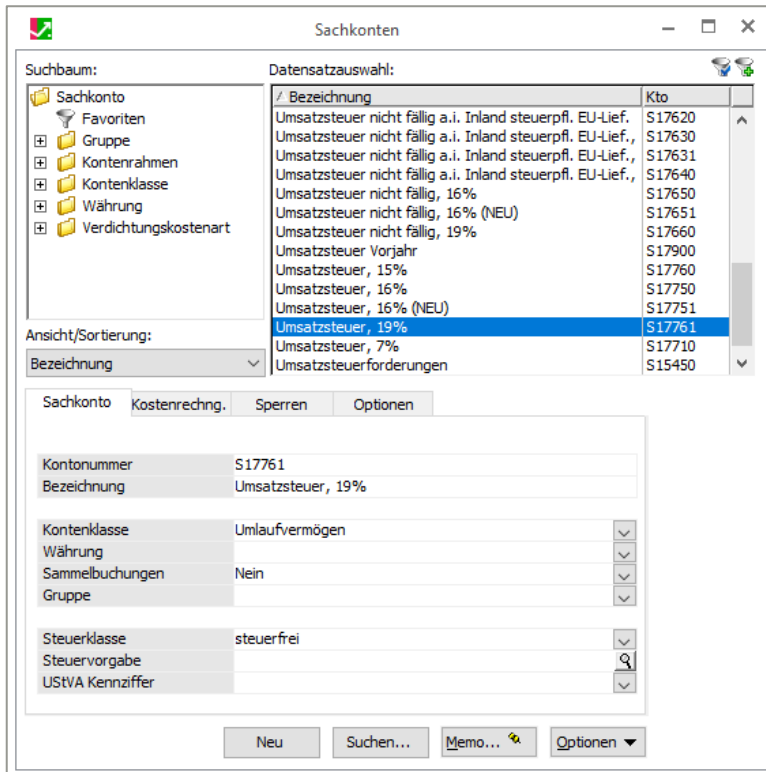 Sachkonten
Suchbaum:
Sachkonto
Favoriten
Gruppe
Kontenrahmen
Kontenklasse
Währung
Verdichtungskostenart
Ansicht/Sortierung:
Bezeichnung
Datensatzauswahl:
Bezeichnung Kto
Umsatzsteuer nicht fällig a.i. Inland steuerpfl. EU-Lief. S17620
Umsatzsteuer nicht fällig a.i. Inland steuerpfl. EU-Lief., S17630
Umsatzsteuer nicht fällig a.i. Inland steuerpfl. EU-Lief., S17631
Umsatzsteuer nicht fällig a.i. Inland steuerpfl. EU-Lief., S17640
Umsatzsteuer nicht fällig, 16% S17650
Umsatzsteuer nicht fällig, 16% (NEU) S17651
Umsatzsteuer nicht fällig, 19% S17660
Umsatzsteuer Vorjahr S17900
Umsatzsteuer, 15% S17760
Umsatzsteuer, 16% S17750
Umsatzsteuer, 16% (NEU) S17751
Umsatzsteuer, 19% S17761
Umsatzsteuer, 7% S17710
Umsatzsteuerforderungen S15450
Sachkonto Kostenrechng. Sperren Optionen
Kontonummer S17761
Bezeichnung Umsatzsteuer, 19%
Kontenklasse Umlaufvermögen
Währung
Sammelbuchungen Nein
Gruppe
Steuerklasse steuerfrei
Steuervorgabe
UStVA Kennziffer
Neu Suchen... Memo... Optionen